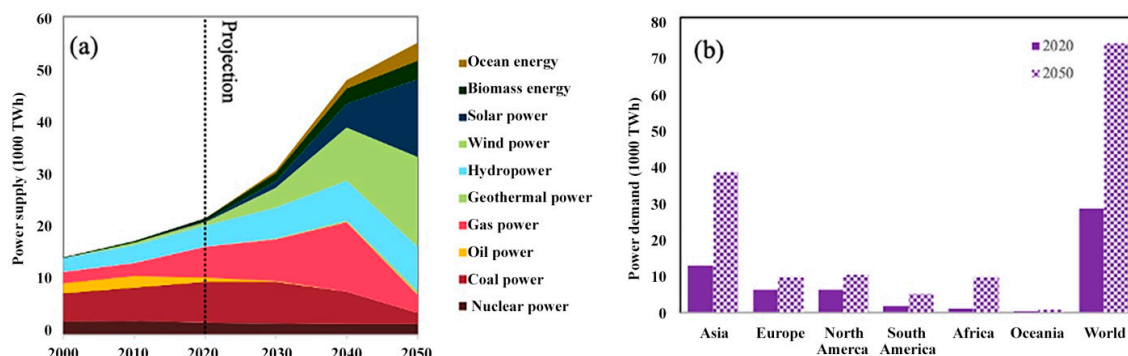 (a)
Power supply (1000 TWh)
60
50
40
30
20
10
0
2000 2010 2020 2030 2040 2050
Projection
Ocean energy
Biomass energy
Solar power
Wind power
Hydropower
Geothermal power
Gas power
Oil power
Coal power
Nuclear power
(b)
Power demand (1000 TWh)
80
70
60
50
40
30
20
10
0
2020
2050
Asia Europe North South Africa Oceania World
Amerca America